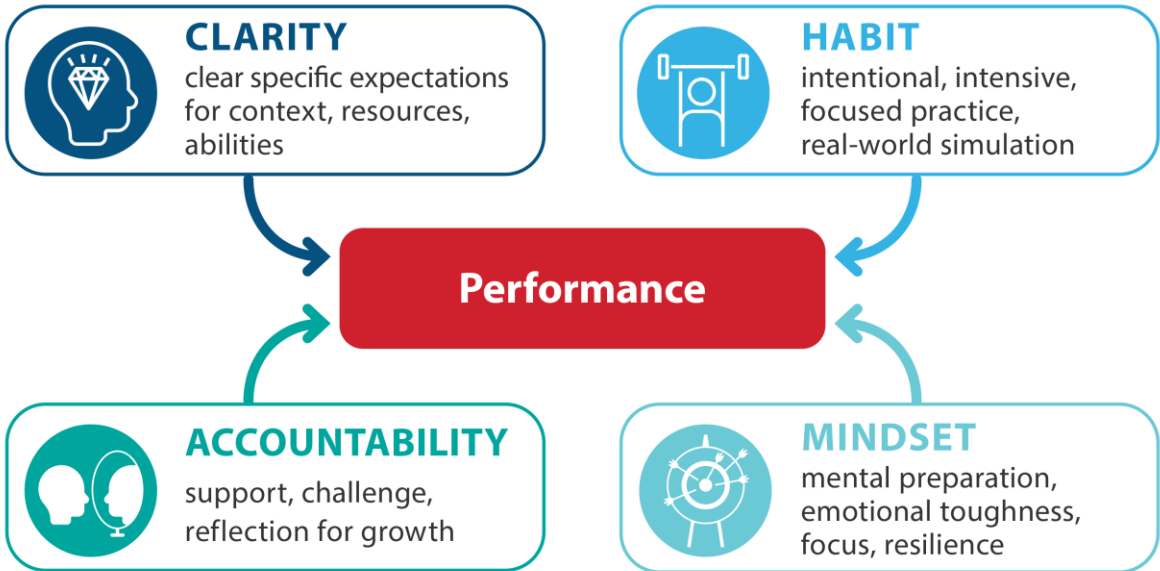 CLARITY
clear specific expectations
for context, resources,
abilities
HABIT
intentional, intensive,
focused practice,
real-world simulation
Performance
ACCOUNTABILITY
support, challenge,
reflection for growth
MINDSET
mental preparation,
emotional toughness,
focus, resilience